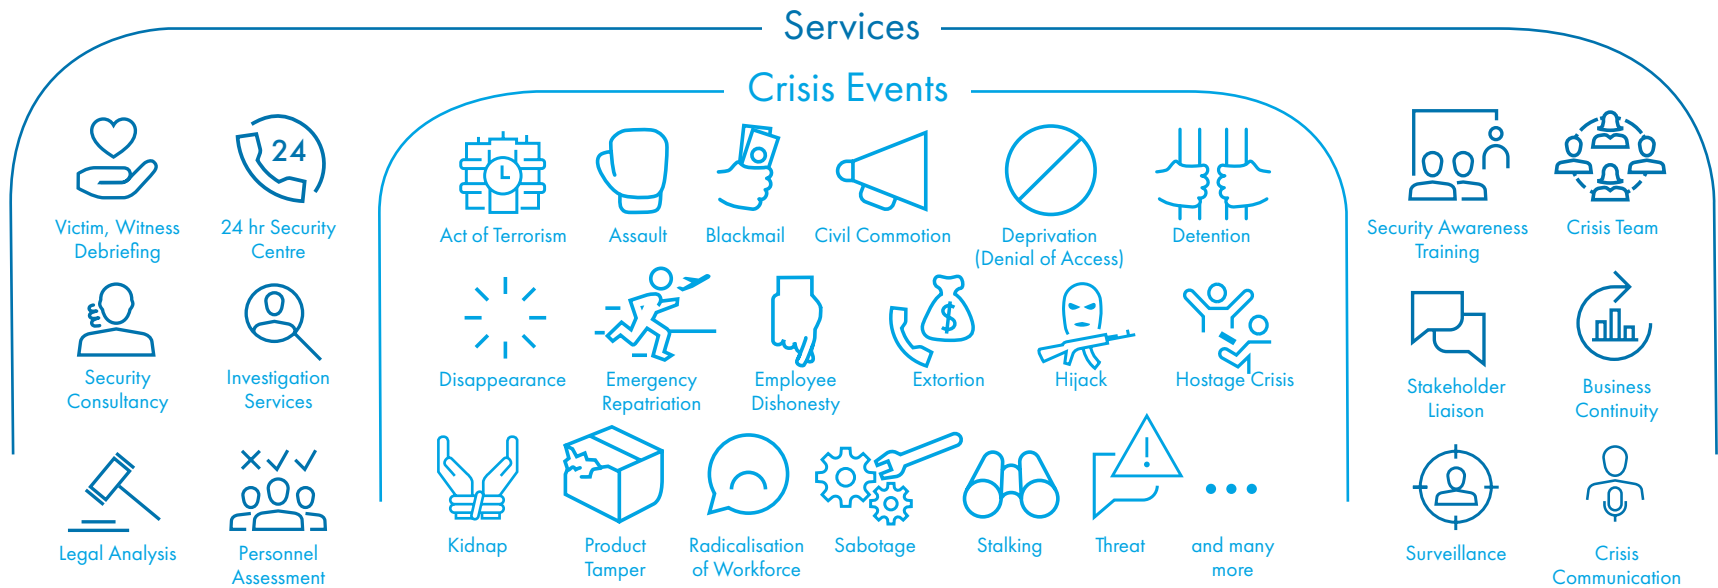 Services
Crisis Events
24
Victim, Witness
Debriefing
24 hr Security
Centre
Security
Consultancy
Investigation
Services
Legal Analysis
Personnel
Assessment
Act of Terrorism
Assault
Blackmail
Civil Commotion
Deprivation
(Denial of Access)
Detention
Disappearance
Emergency
Repatriation
Employee
Dishonesty
$
Extortion
Hijack
Hostage Crisis
Kidnap
Product
Tamper
Radicalisation
of Workforce
Sabotage
Stalking
!
Threat
...
and many
more
Security Awareness
Training
Crisis Team
Stakeholder
Liaison
Business
Continuity
Surveillance
Crisis
Communication